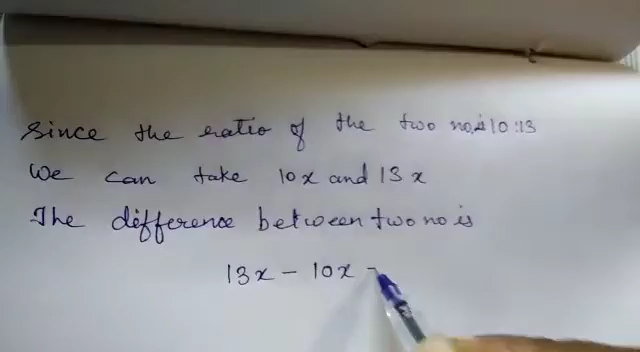 Since the ratio of the two no.is 10:13
We can take 10x and 13x
The difference between two no is
13x - 10x -